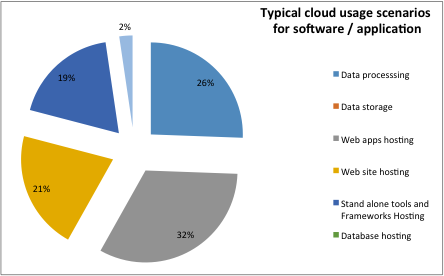 Typical cloud usage scenarios
for software / application
2%
26%
19%
21%
32%
Data processsing
Data storage
Web apps hosting
Web site hosting
Stand alone tools and
Frameworks Hosting
Database hosting